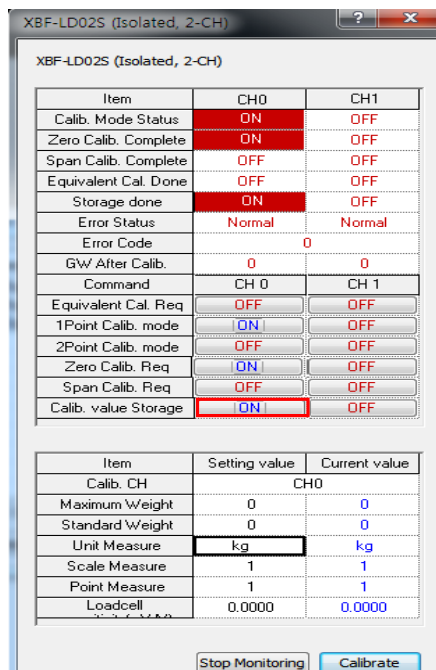 XBF-LD02S (Isolated, 2-CH)
XBF-LD02S (Isolated, 2-CH)
Item CH0 CH1
Calib. Mode Status ON OFF
Zero Calib. Complete ON OFF
Span Calib. Complete OFF OFF
Equivalent Cal. Done OFF OFF
Storage done ON OFF
Error Status Normal Normal
Error Code 0
GW After Calib. 0 0
Command CH 0 CH 1
Equivalent Cal. Req OFF OFF
1Point Calib. mode ON OFF
2Point Calib. mode OFF OFF
Zero Calib. Req ON OFF
Span Calib. Req OFF OFF
Calib. value Storage ON OFF
Item Setting value Current value
Calib. CH CH0
Maximum Weight 0 0
Standard Weight 0 0
Unit Measure kg kg
Scale Measure 1 1
Point Measure 1 1
Loadcell 0.0000 0.0000
Stop Monitoring Calibrate